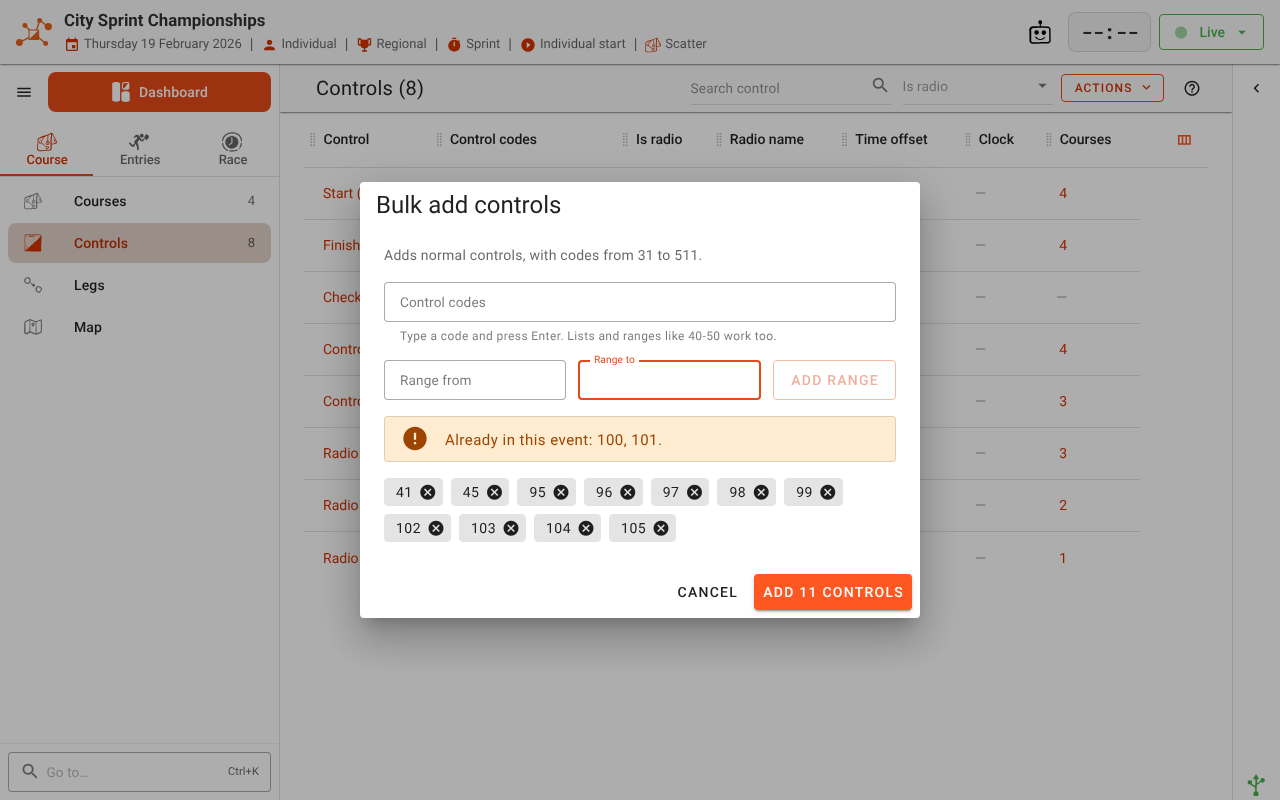 City Sprint Championships
Thursday 19 February 2026 | Individual | Regional | Sprint | Individual start | Scatter
--:--
Live
Dashboard
Controls (8)
Search control
Is radio
ACTIONS
Course
Entries
Race
Control
Control codes
Is radio
Radio name
Time offset
Clock
Courses
Courses 4
Controls 8
Legs
Map
Start (
— 4
Finish
— 4
Check
— —
Contro
— 4
Contro
— 3
Radio
— 3
Radio
— 2
Radio
— 1
Bulk add controls
Adds normal controls, with codes from 31 to 511.
Control codes
Type a code and press Enter. Lists and ranges like 40-50 work too.
Range from
Range to
ADD RANGE
Already in this event: 100, 101.
41 45 95 96 97 98 99
102 103 104 105
CANCEL
ADD 11 CONTROLS
Go to…
Ctrl+K